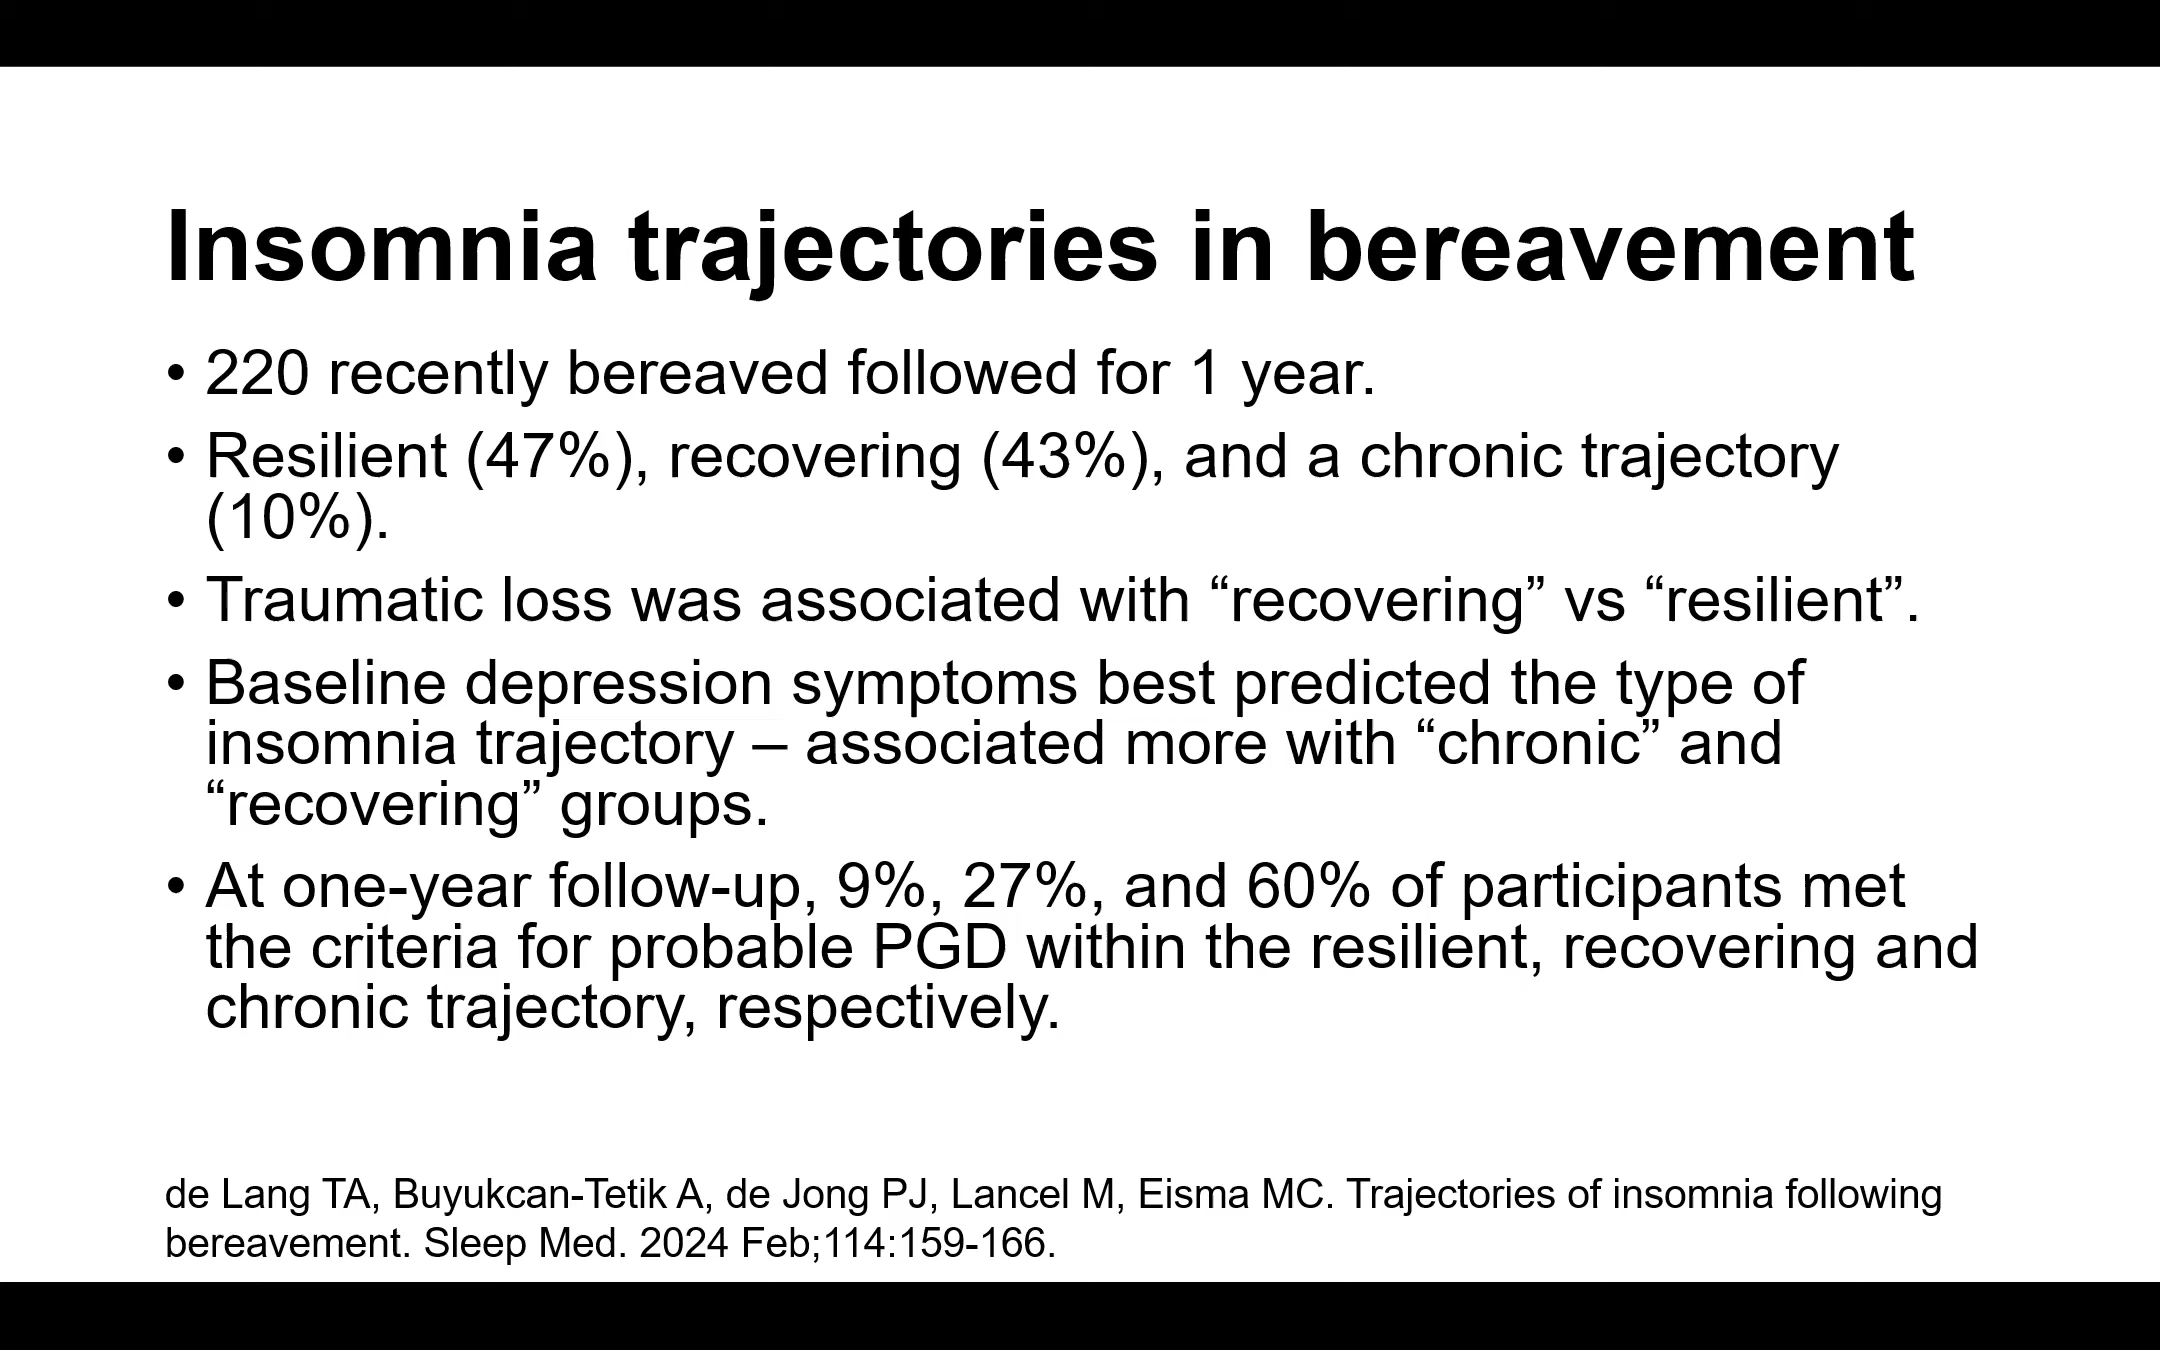 Insomnia trajectories in bereavement
• 220 recently bereaved followed for 1 year.
• Resilient (47%), recovering (43%), and a chronic trajectory
(10%).
• Traumatic loss was associated with “recovering” vs “resilient”.
• Baseline depression symptoms best predicted the type of
insomnia trajectory – associated more with “chronic” and
“recovering” groups.
• At one-year follow-up, 9%, 27%, and 60% of participants met
the criteria for probable PGD within the resilient, recovering and
chronic trajectory, respectively.
de Lang TA, Buyukcan-Tetik A, de Jong PJ, Lancel M, Eisma MC. Trajectories of insomnia following
bereavement. Sleep Med. 2024 Feb;114:159-166.